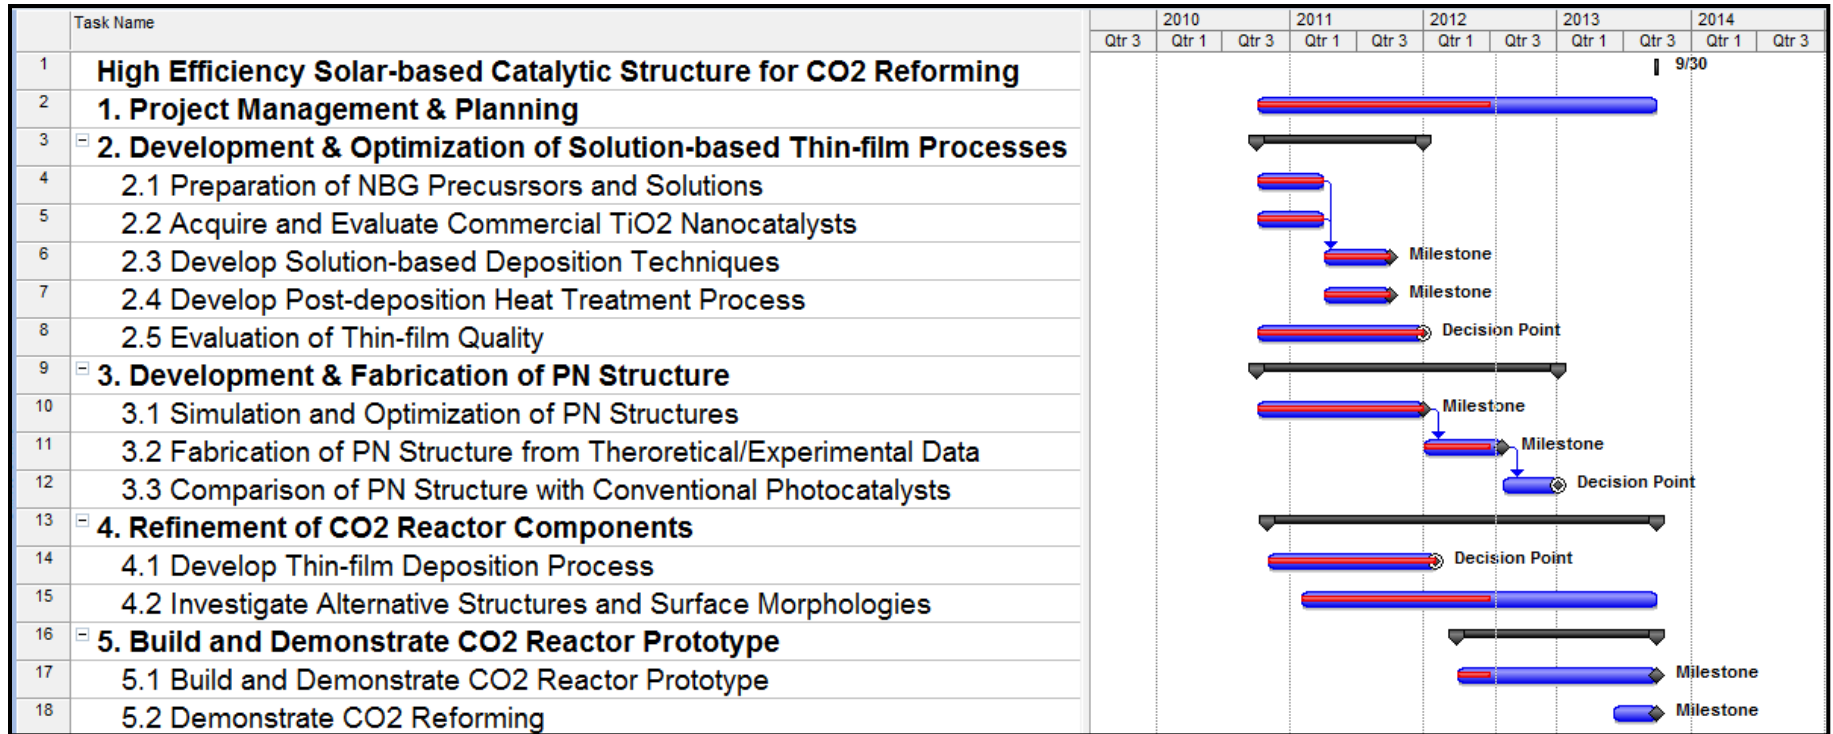 Task Name
2010 2011 2012 2013 2014
Qtr 3 Qtr 1 Qtr 3 Qtr 1 Qtr 3 Qtr 1 Qtr 3 Qtr 1 Qtr 3 Qtr 1 Qtr 3
1 High Efficiency Solar-based Catalytic Structure for CO2 Reforming 9/30
2 1. Project Management & Planning
3 2. Development & Optimization of Solution-based Thin-film Processes
4 2.1 Preparation of NBG Precusrsors and Solutions
5 2.2 Acquire and Evaluate Commercial TiO2 Nanocatalysts
6 2.3 Develop Solution-based Deposition Techniques Milestone
7 2.4 Develop Post-deposition Heat Treatment Process Milestone
8 2.5 Evaluation of Thin-film Quality Decision Point
9 3. Development & Fabrication of PN Structure
10 3.1 Simulation and Optimization of PN Structures Milestone
11 3.2 Fabrication of PN Structure from Theroretical/Experimental Data Milestone
12 3.3 Comparison of PN Structure with Conventional Photocatalysts Decision Point
13 4. Refinement of CO2 Reactor Components
14 4.1 Develop Thin-film Deposition Process Decision Point
15 4.2 Investigate Alternative Structures and Surface Morphologies
16 5. Build and Demonstrate CO2 Reactor Prototype
17 5.1 Build and Demonstrate CO2 Reactor Prototype Milestone
18 5.2 Demonstrate CO2 Reforming Milestone